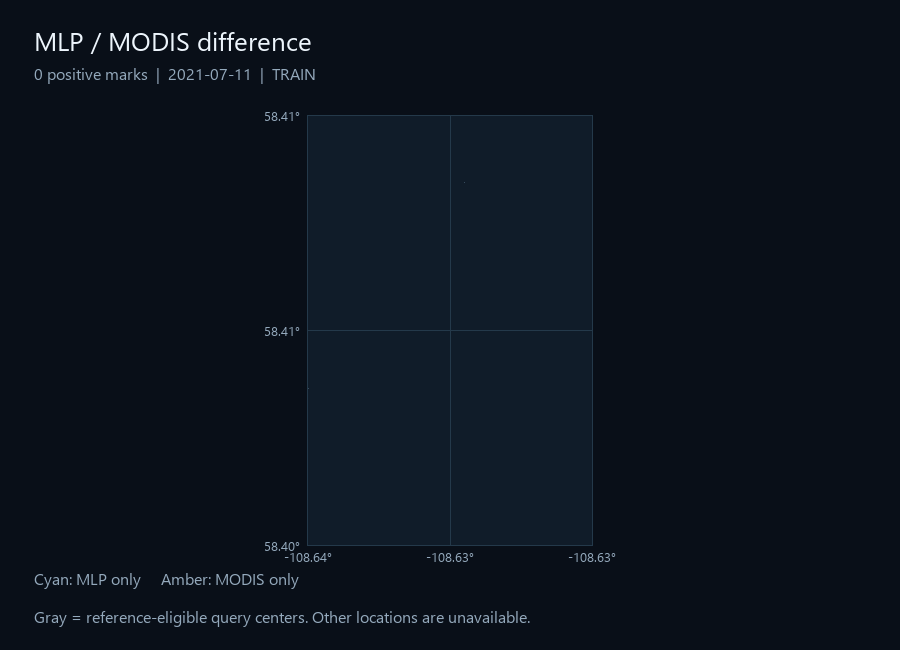 MLP / MODIS difference
0 positive marks | 2021-07-11 | TRAIN
58.41°
58.41°
58.40°
-108.64° -108.63° -108.63°
Cyan: MLP only Amber: MODIS only
Gray = reference-eligible query centers. Other locations are unavailable.